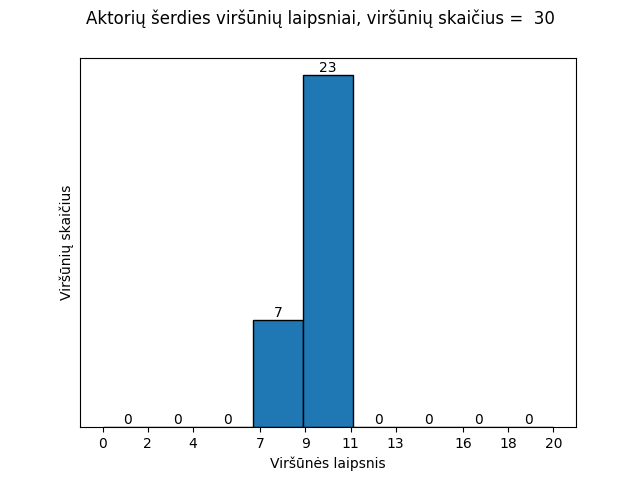 Aktorių šerdies viršūnių laipsniai, viršūnių skaičius =  30
23
7
0 0 0 0 0 0 0
0 2 4 7 9 11 13 16 18 20
Viršūnės laipsnis
Viršūnių skaičius